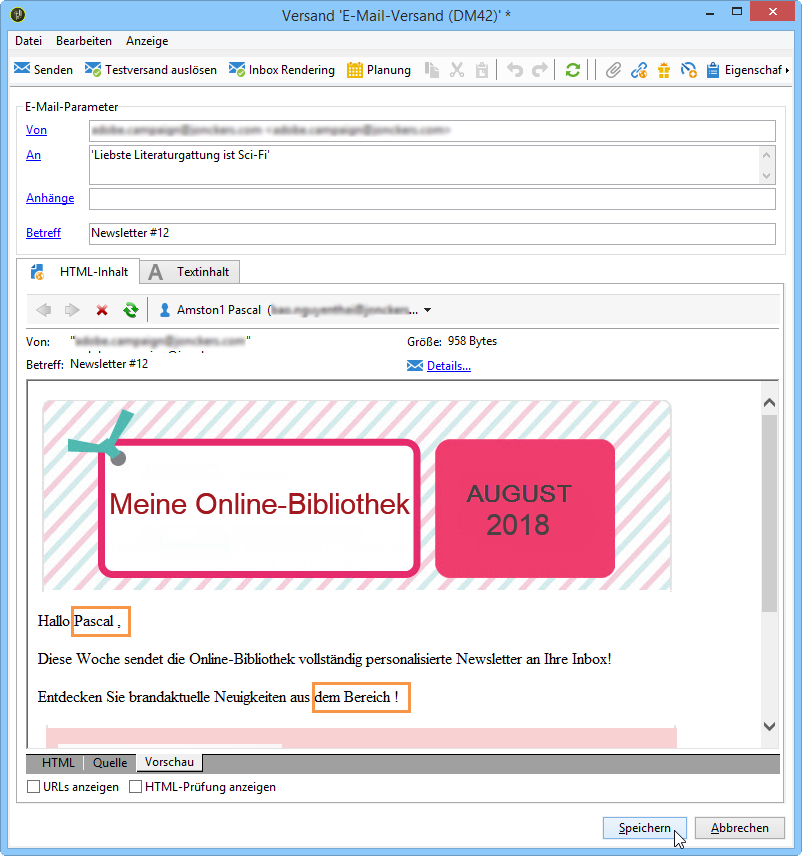 Versand 'E-Mail-Versand (DM42)' *
Datei Bearbeiten Anzeige
Senden Testversand auslösen Inbox Rendering Planung Eigenschaf
E-Mail-Parameter
Von
An 'Liebste Literaturgattung ist Sci-Fi'
Anhänge
Betreff Newsletter #12
HTML-Inhalt A Textinhalt
Amston1 Pascal (
Von: Größe: 958 Bytes
Betreff: Newsletter #12 Details...
Meine Online-Bibliothek
AUGUST
2018
Hallo Pascal ,
Diese Woche sendet die Online-Bibliothek vollständig personalisierte Newsletter an Ihre Inbox!
Entdecken Sie brandaktuelle Neuigkeiten aus dem Bereich !
HTML Quelle Vorschau
URLs anzeigen HTML-Prüfung anzeigen
Speichern Abbrechen